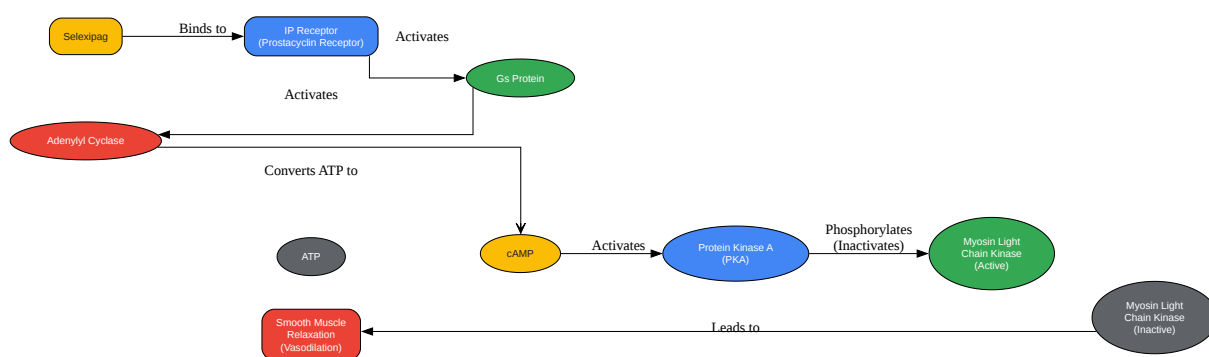 Selexipag
Binds to
IP Receptor
(Prostacyclin Receptor)
Activates
Gs Protein
Activates
Adenylyl Cyclase
Converts ATP to
ATP
cAMP
Activates
Protein Kinase A
(PKA)
Phosphorylates
(Inactivates)
Myosin Light
Chain Kinase
(Active)
Myosin Light
Chain Kinase
(Inactive)
Leads to
Smooth Muscle
Relaxation
(Vasodilation)